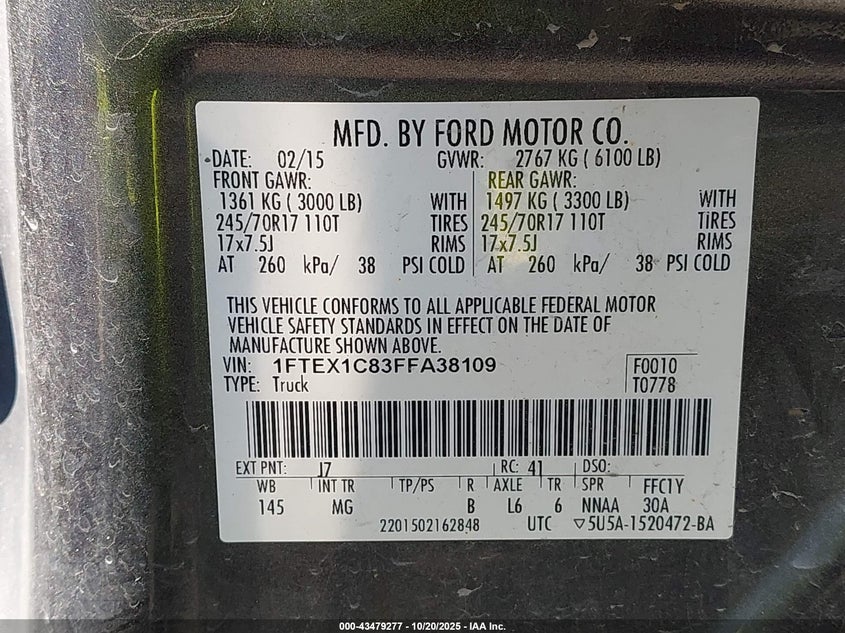 MFD. BY FORD MOTOR CO.
DATE: 02/15 GVWR: 2767 KG ( 6100 LB)
FRONT GAWR: REAR GAWR:
1361 KG ( 3000 LB) WITH 1497 KG ( 3300 LB) WITH
245/70R17 110T TIRES 245/70R17 110T TIRES
17x7.5J RIMS 17x7.5J RIMS
AT 260 kPa/ 38 PSI COLD AT 260 kPa/ 38 PSI COLD
THIS VEHICLE CONFORMS TO ALL APPLICABLE FEDERAL MOTOR
VEHICLE SAFETY STANDARDS IN EFFECT ON THE DATE OF
MANUFACTURE SHOWN ABOVE.
VIN: 1FTEX1C83FFA38109 F0010
TYPE: Truck T0778
EXT PNT: J7 RC: 41 DSO:
WB INT TR TP/PS R AXLE TR SPR FFC1Y
145 MG B L6 6 NNAA 30A
2201502162848 UTC ▽5U5A-1520472-BA
000-43479277 - 10/20/2025 - IAA Inc.